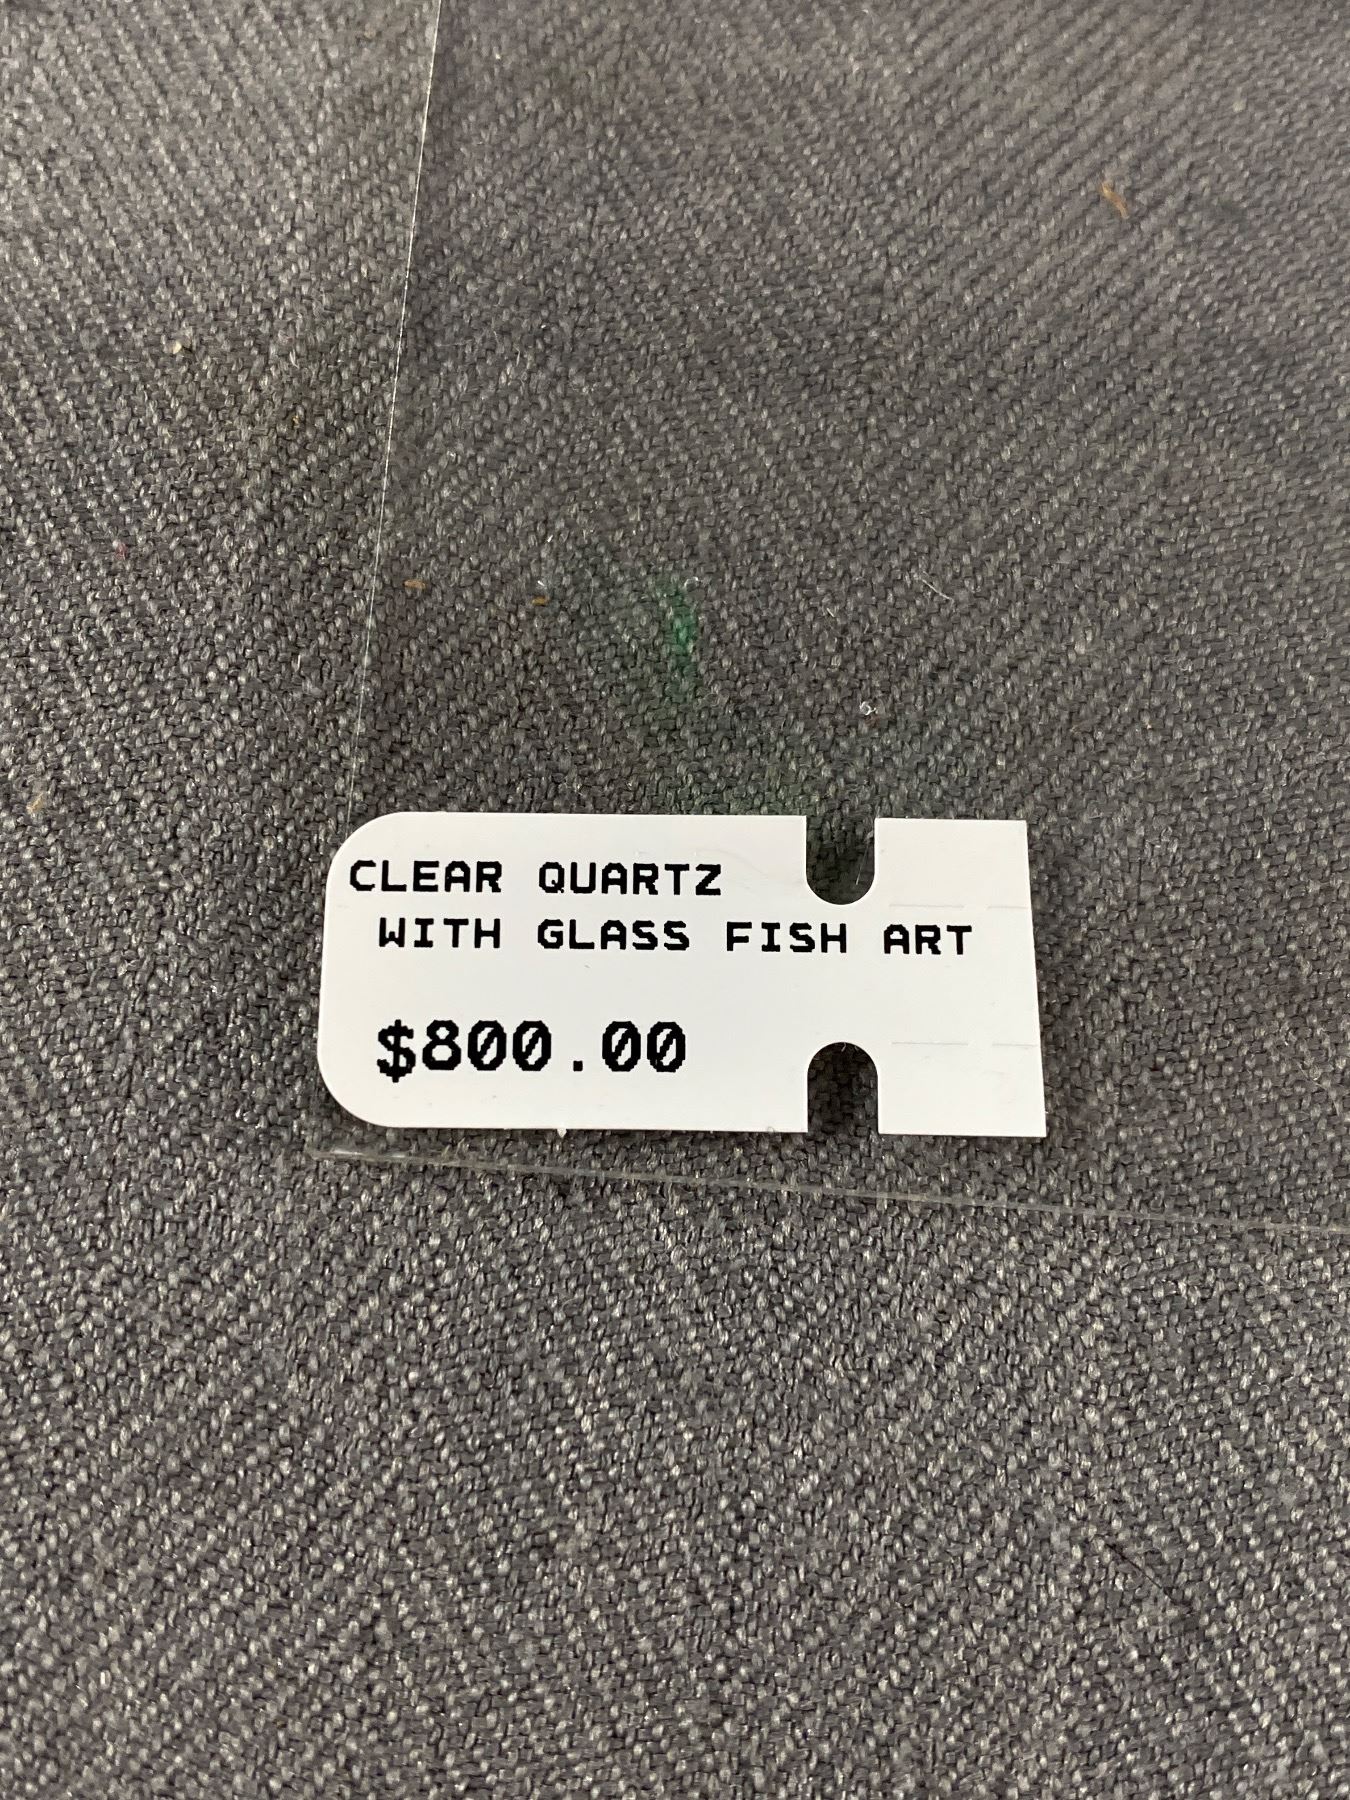 CLEAR QUARTZ
WITH GLASS FISH ART
$800.00